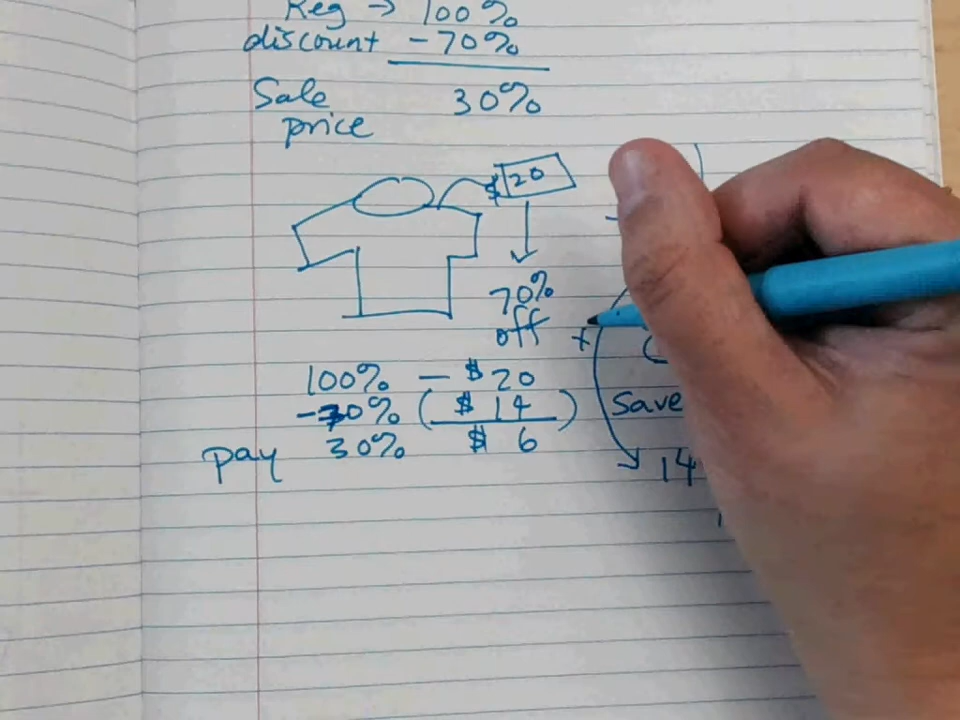 Reg → 100%
discount -70%
Sale 30%
price
$20
70%
off
+
100% — $20
-70% ($ 14)
pay 30% $ 6
Save
14